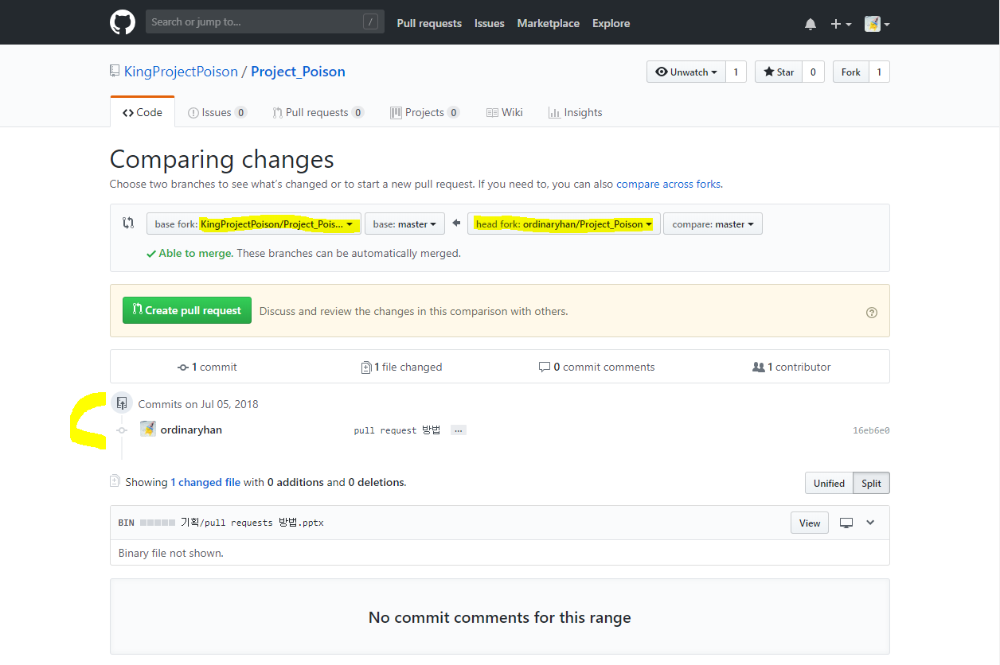 Search or jump to... / Pull requests Issues Marketplace Explore
KingProjectPoison / Project_Poison Unwatch 1 Star 0 Fork 1
Code Issues 0 Pull requests 0 Projects 0 Wiki Insights
Comparing changes
Choose two branches to see what's changed or to start a new pull request. If you need to, you can also compare across forks.
base fork: KingProjectPoison/Project_Pois... base: master head fork: ordinaryhan/Project_Poison compare: master
Able to merge. These branches can be automatically merged.
Create pull request Discuss and review the changes in this comparison with others.
1 commit 1 file changed 0 commit comments 1 contributor
Commits on Jul 05, 2018
ordinaryhan pull request 방법 ... 16eb6e0
Showing 1 changed file with 0 additions and 0 deletions. Unified Split
BIN 기획/pull requests 방법.pptx View
Binary file not shown.
No commit comments for this range